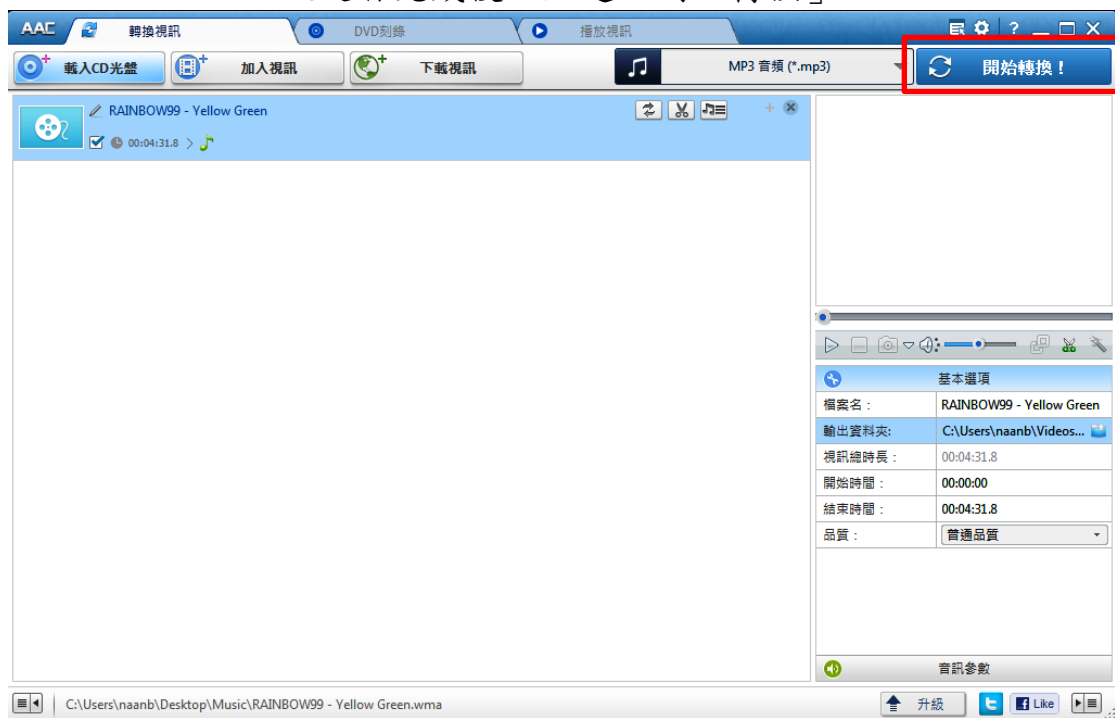 AAC 轉換視訊 DVD刻錄 播放視訊 ?
載入CD光盤 加入視訊 下載視訊 MP3 音頻 (*.mp3) 開始轉換！
RAINBOW99 - Yellow Green
00:04:31.8
基本選項
檔案名： RAINBOW99 - Yellow Green
輸出資料夾: C:\Users\naanb\Videos...
視訊總時長： 00:04:31.8
開始時間： 00:00:00
結束時間： 00:04:31.8
品質： 普通品質
音訊參數
C:\Users\naanb\Desktop\Music\RAINBOW99 - Yellow Green.wma 升級 Like